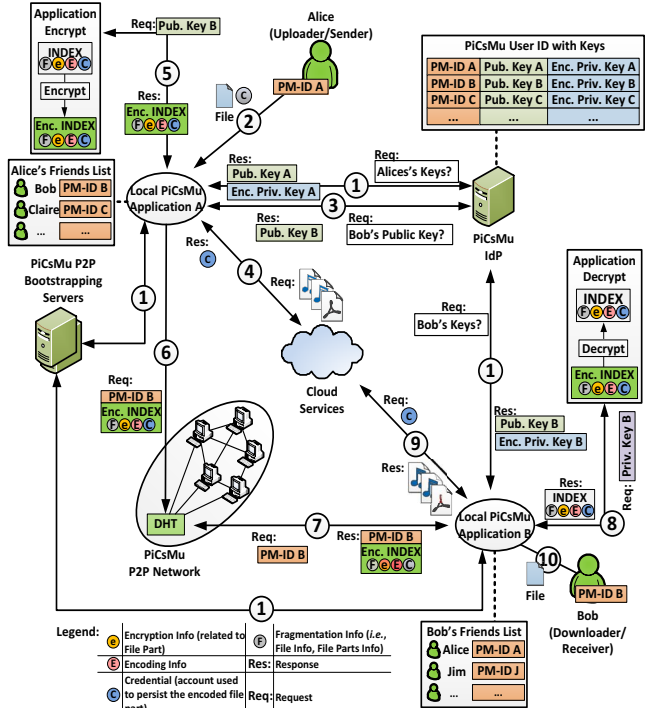 Application
Encrypt
INDEX
F e E C
Encrypt
Enc. INDEX
F e E C
Req: Pub. Key B
5
Res:
Enc. INDEX
F e E C
Alice
(Uploader/Sender)
PM-ID A
C
File
2
PiCsMu User ID with Keys
PM-ID A Pub. Key A Enc. Priv. Key A
PM-ID B Pub. Key B Enc. Priv. Key B
PM-ID C Pub. Key C Enc. Priv. Key C
... ... ...
Alice's Friends List
Bob PM-ID B
Claire PM-ID C
... ...
Local PiCsMu
Application A
Res:
Pub. Key A
Enc. Priv. Key A
1
Req:
Alices's Keys?
3
Res:
Pub. Key B
Req:
Bob's Public Key?
PiCsMu
IdP
PiCsMu P2P
Bootstrapping
Servers
1
Res:
C
4
Req:
Cloud
Services
6
Req:
PM-ID B
Enc. INDEX
F e E C
Req:
Bob's Keys?
1
Res:
Pub. Key B
Enc. Priv. Key B
Application
Decrypt
INDEX
F e E C
Decrypt
Enc. INDEX
F e E C
Req: Priv. Key B
Res:
INDEX
F e E C
8
Req:
C
9
Res:
Local PiCsMu
Application B
DHT
PiCsMu
P2P Network
7
Req:
PM-ID B
Res: PM-ID B
Enc. INDEX
F e E C
10
File
PM-ID B
Bob
(Downloader/
Receiver)
1
Bob's Friends List
Alice PM-ID A
Jim PM-ID J
... ...
Legend:
e Encryption Info (related to
File Part)
F Fragmentation Info (i.e.,
File Info, File Parts Info)
E Encoding Info
Res: Response
C Credential (account used
to persist the encoded file
part)
Req: Request